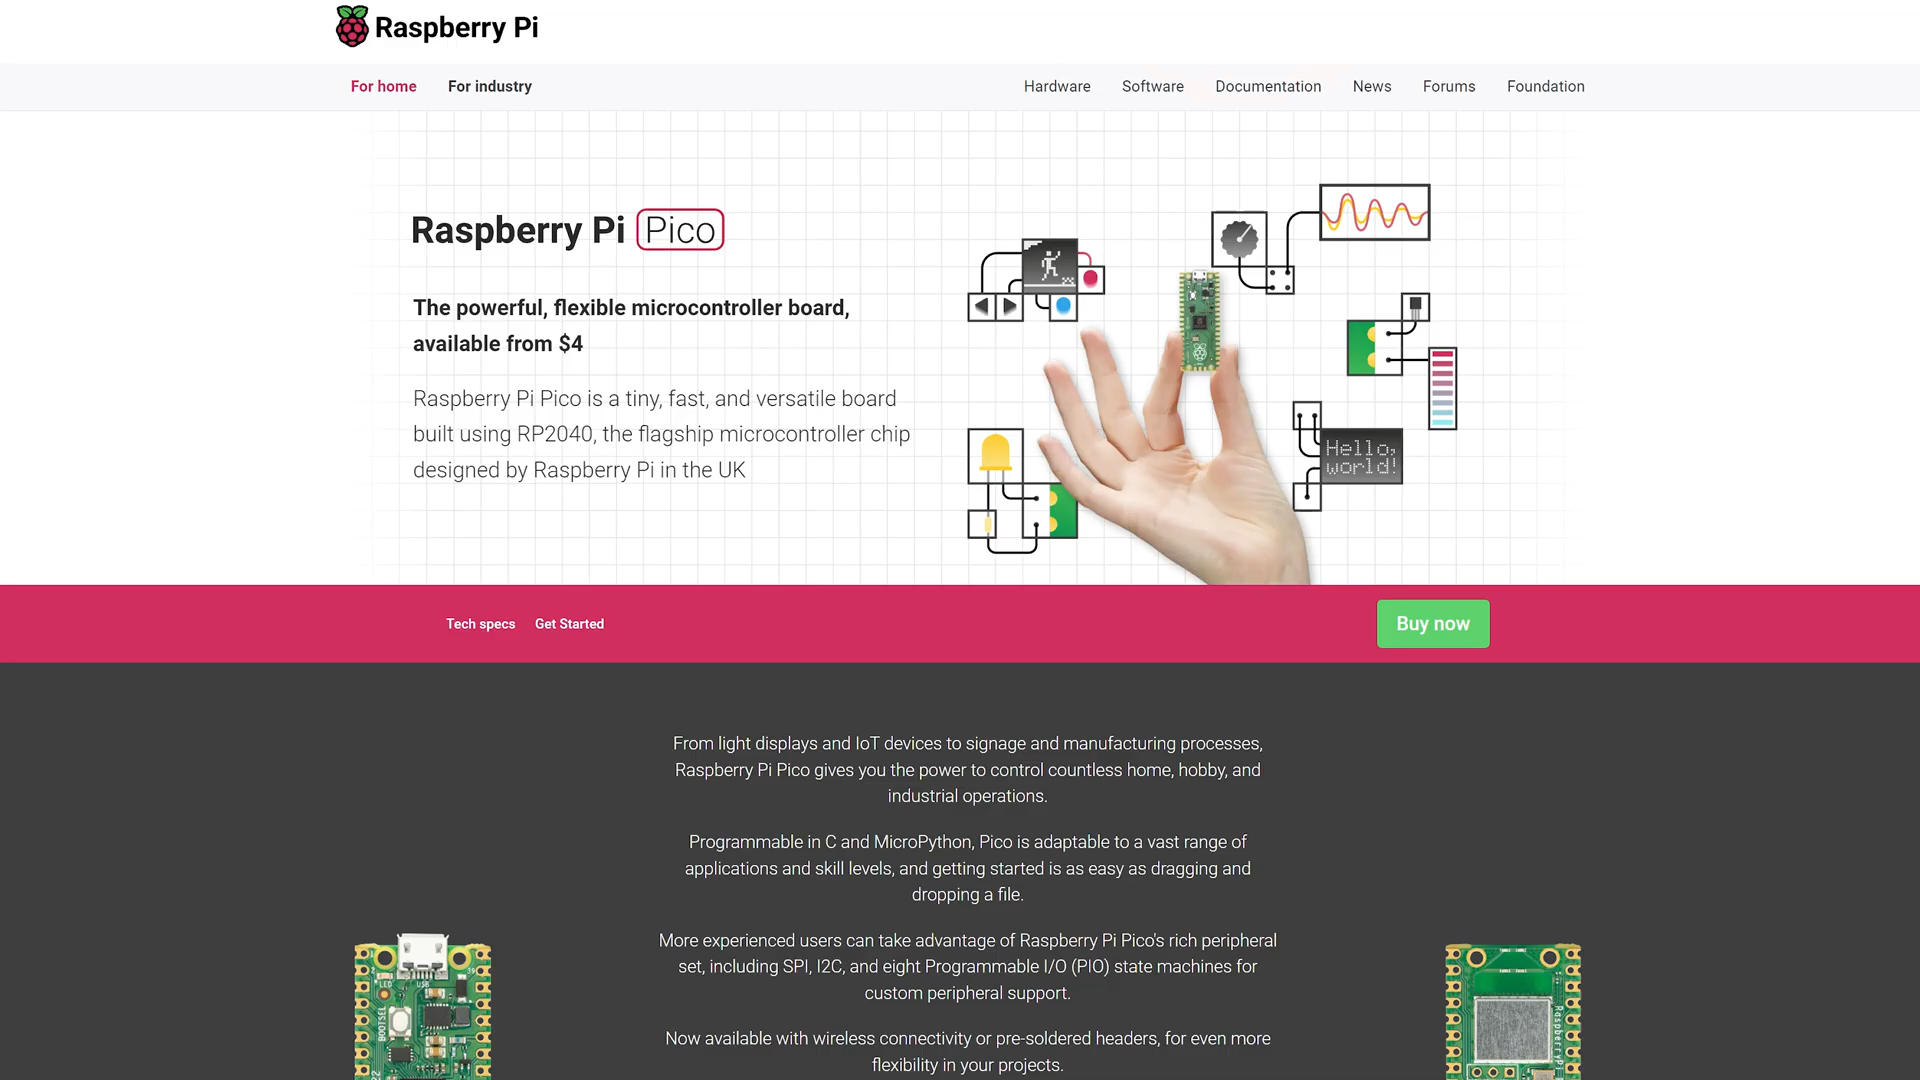 Raspberry Pi
For home
For industry
Hardware
Software
Documentation
News
Forums
Foundation
Raspberry Pi Pico
The powerful, flexible microcontroller board,
available from $4
Raspberry Pi Pico is a tiny, fast, and versatile board
built using RP2040, the flagship microcontroller chip
designed by Raspberry Pi in the UK
Hello,
world!
Tech specs
Get Started
Buy now
From light displays and IoT devices to signage and manufacturing processes,
Raspberry Pi Pico gives you the power to control countless home, hobby, and
industrial operations.
Programmable in C and MicroPython, Pico is adaptable to a vast range of
applications and skill levels, and getting started is as easy as dragging and
dropping a file.
More experienced users can take advantage of Raspberry Pi Pico's rich peripheral
set, including SPI, I2C, and eight Programmable I/O (PIO) state machines for
custom peripheral support.
Now available with wireless connectivity or pre-soldered headers, for even more
flexibility in your projects.
LED
USB
39
BOOTSEL